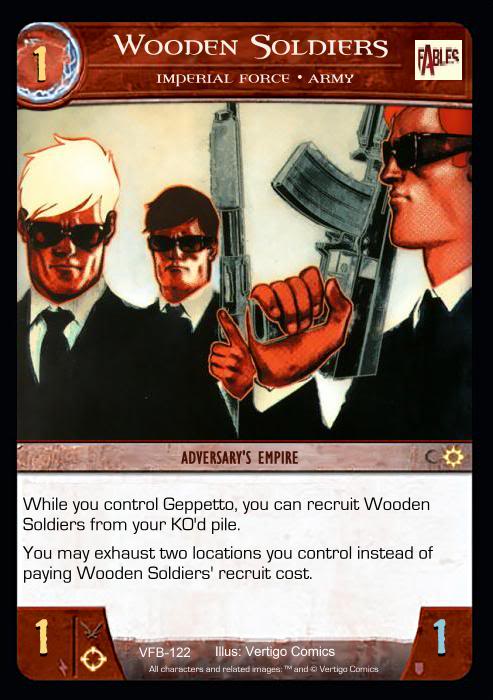 1
WOODEN SOLDIERS
FABLES
IMPERIAL FORCE • ARMY
ADVERSARY'S EMPIRE
C
While you control Geppetto, you can recruit Wooden
Soldiers from your KO'd pile.
You may exhaust two locations you control instead of
paying Wooden Soldiers' recruit cost.
1
1
VFB-122 Illus: Vertigo Comics
All characters and related images: ™ and © Vertigo Comics